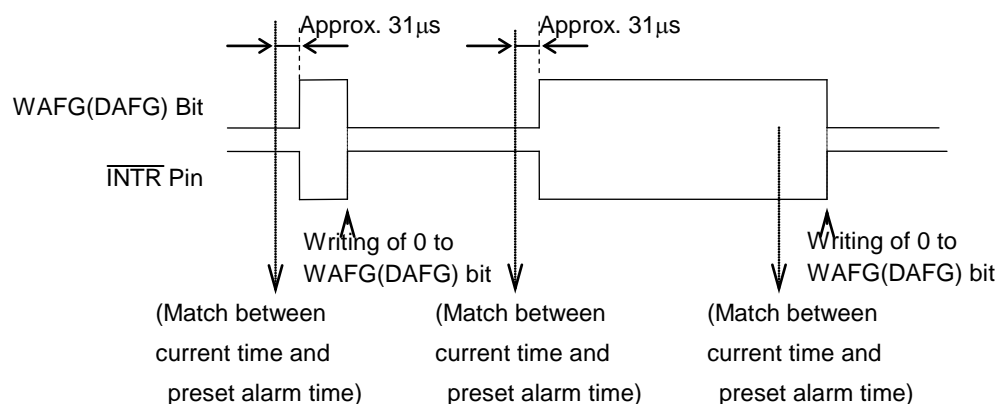 Approx. 31μs
Approx. 31μs
WAFG(DAFG) Bit
INTR Pin
Writing of 0 to
WAFG(DAFG) bit
Writing of 0 to
WAFG(DAFG) bit
(Match between
current time and
preset alarm time)
(Match between
current time and
preset alarm time)
(Match between
current time and
preset alarm time)